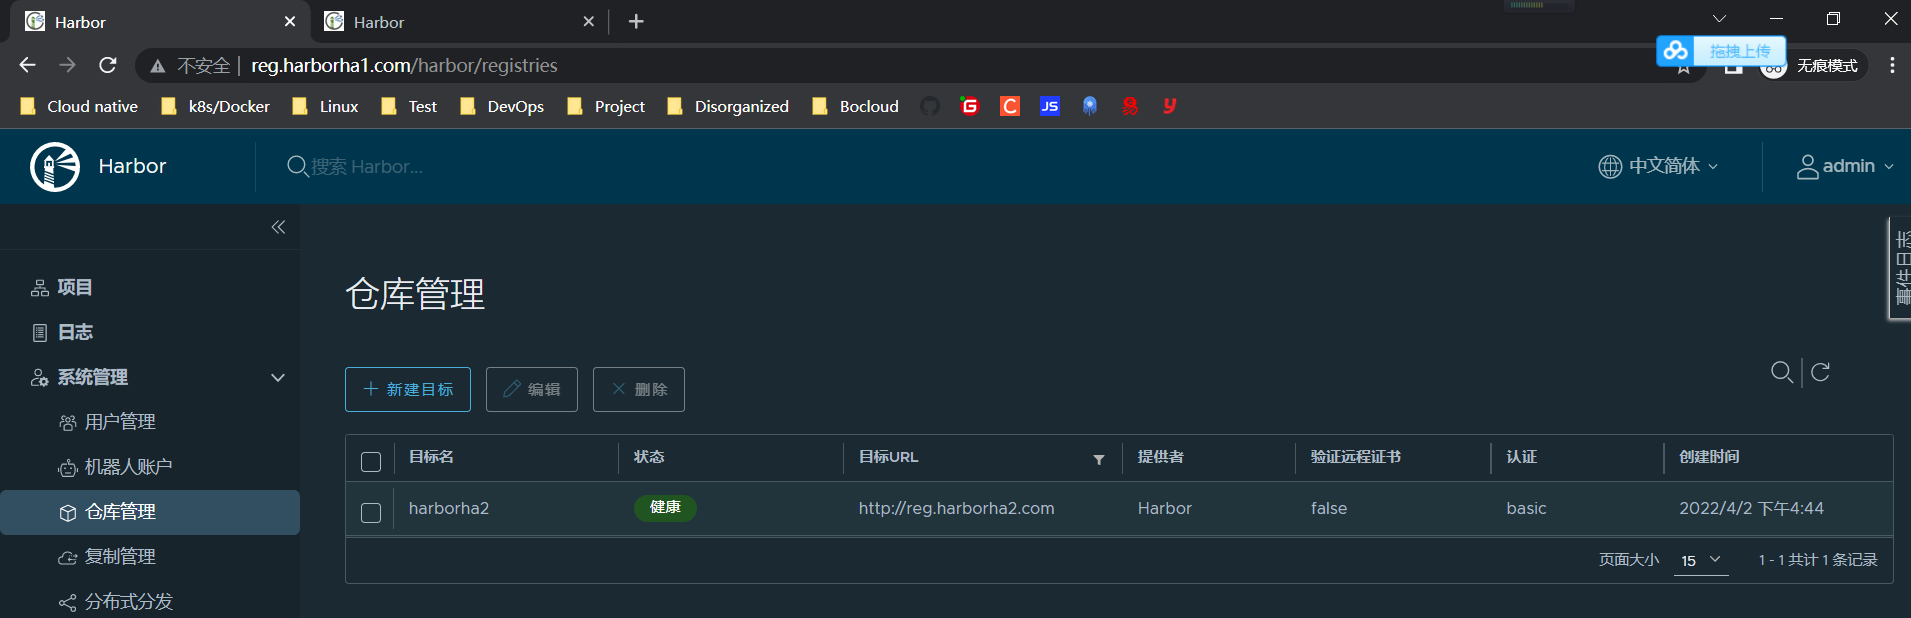 Harbor
Harbor
不安全 reg.harborha1.com/harbor/registries
拖拽上传
无痕模式
Cloud native k8s/Docker Linux Test DevOps Project Disorganized Bocloud
Harbor
搜索 Harbor...
中文简体
admin
事件日志
项目
日志
系统管理
用户管理
机器人账户
仓库管理
复制管理
分布式分发
仓库管理
新建目标 编辑 删除
目标名 状态 目标URL 提供者 验证远程证书 认证 创建时间
harborha2 健康 http://reg.harborha2.com Harbor false basic 2022/4/2 下午4:44
页面大小 15 1 - 1 共计 1 条记录